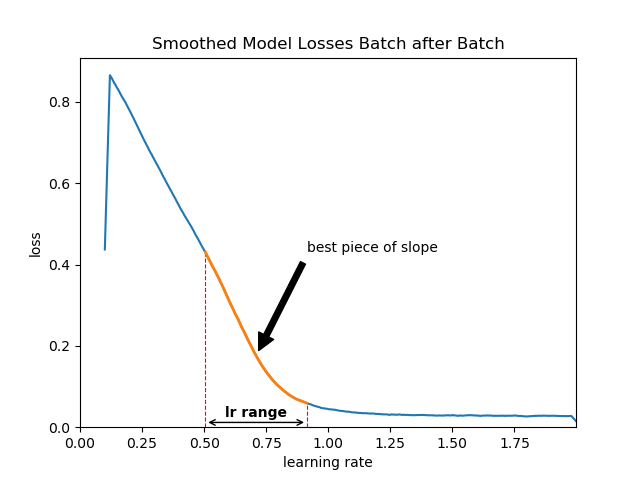 Smoothed Model Losses Batch after Batch
0.8
0.6
0.4
0.2
0.0
loss
best piece of slope
lr range
0.00 0.25 0.50 0.75 1.00 1.25 1.50 1.75
learning rate